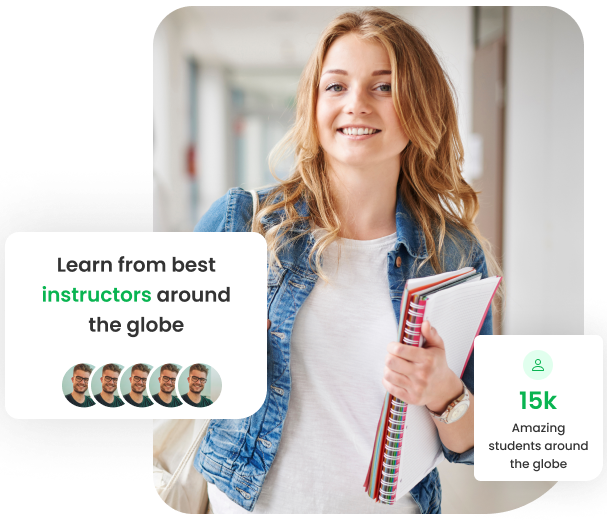 Learn from best
instructors around
the globe
15k
Amazing
students around
the globe